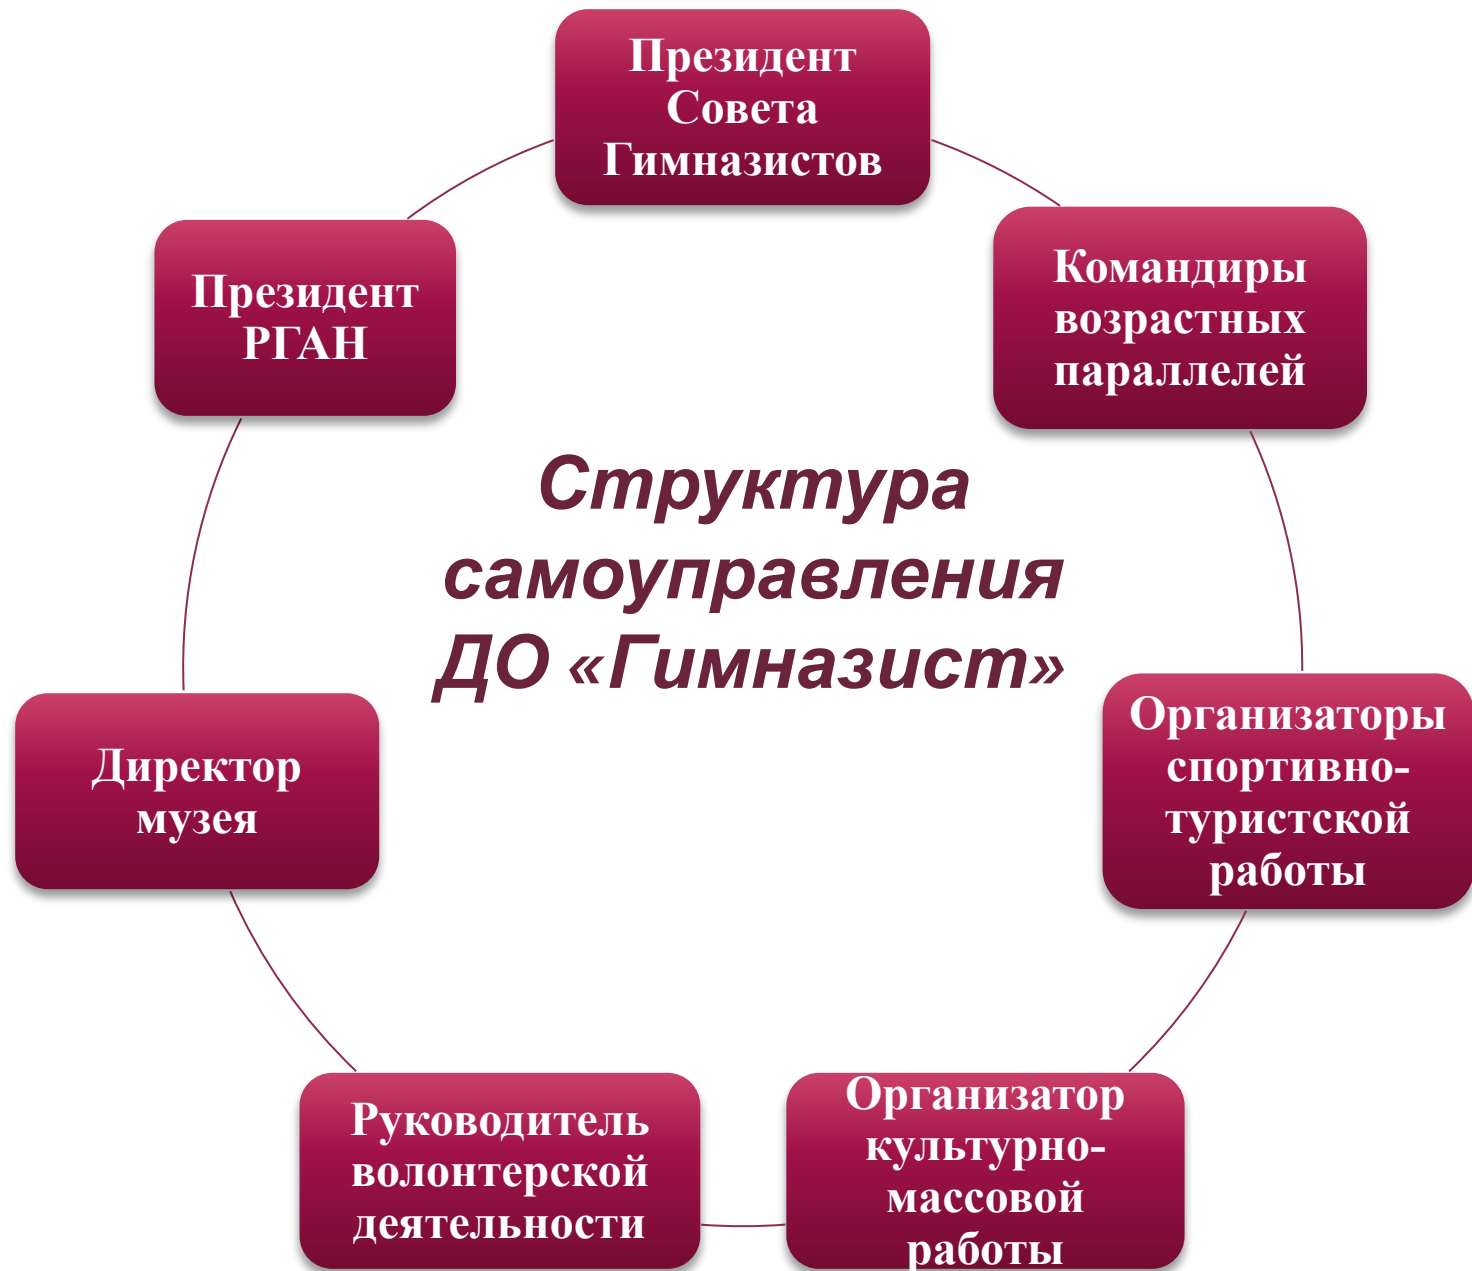 Президент
Совета
Гимназистов
Президент
РГАН
Командиры
возрастных
параллелей
Структура
самоуправления
ДО «Гимназист»
Директор
музея
Организаторы
спортивно-
туристской
работы
Руководитель
волонтерской
деятельности
Организатор
культурно-
массовой
работы